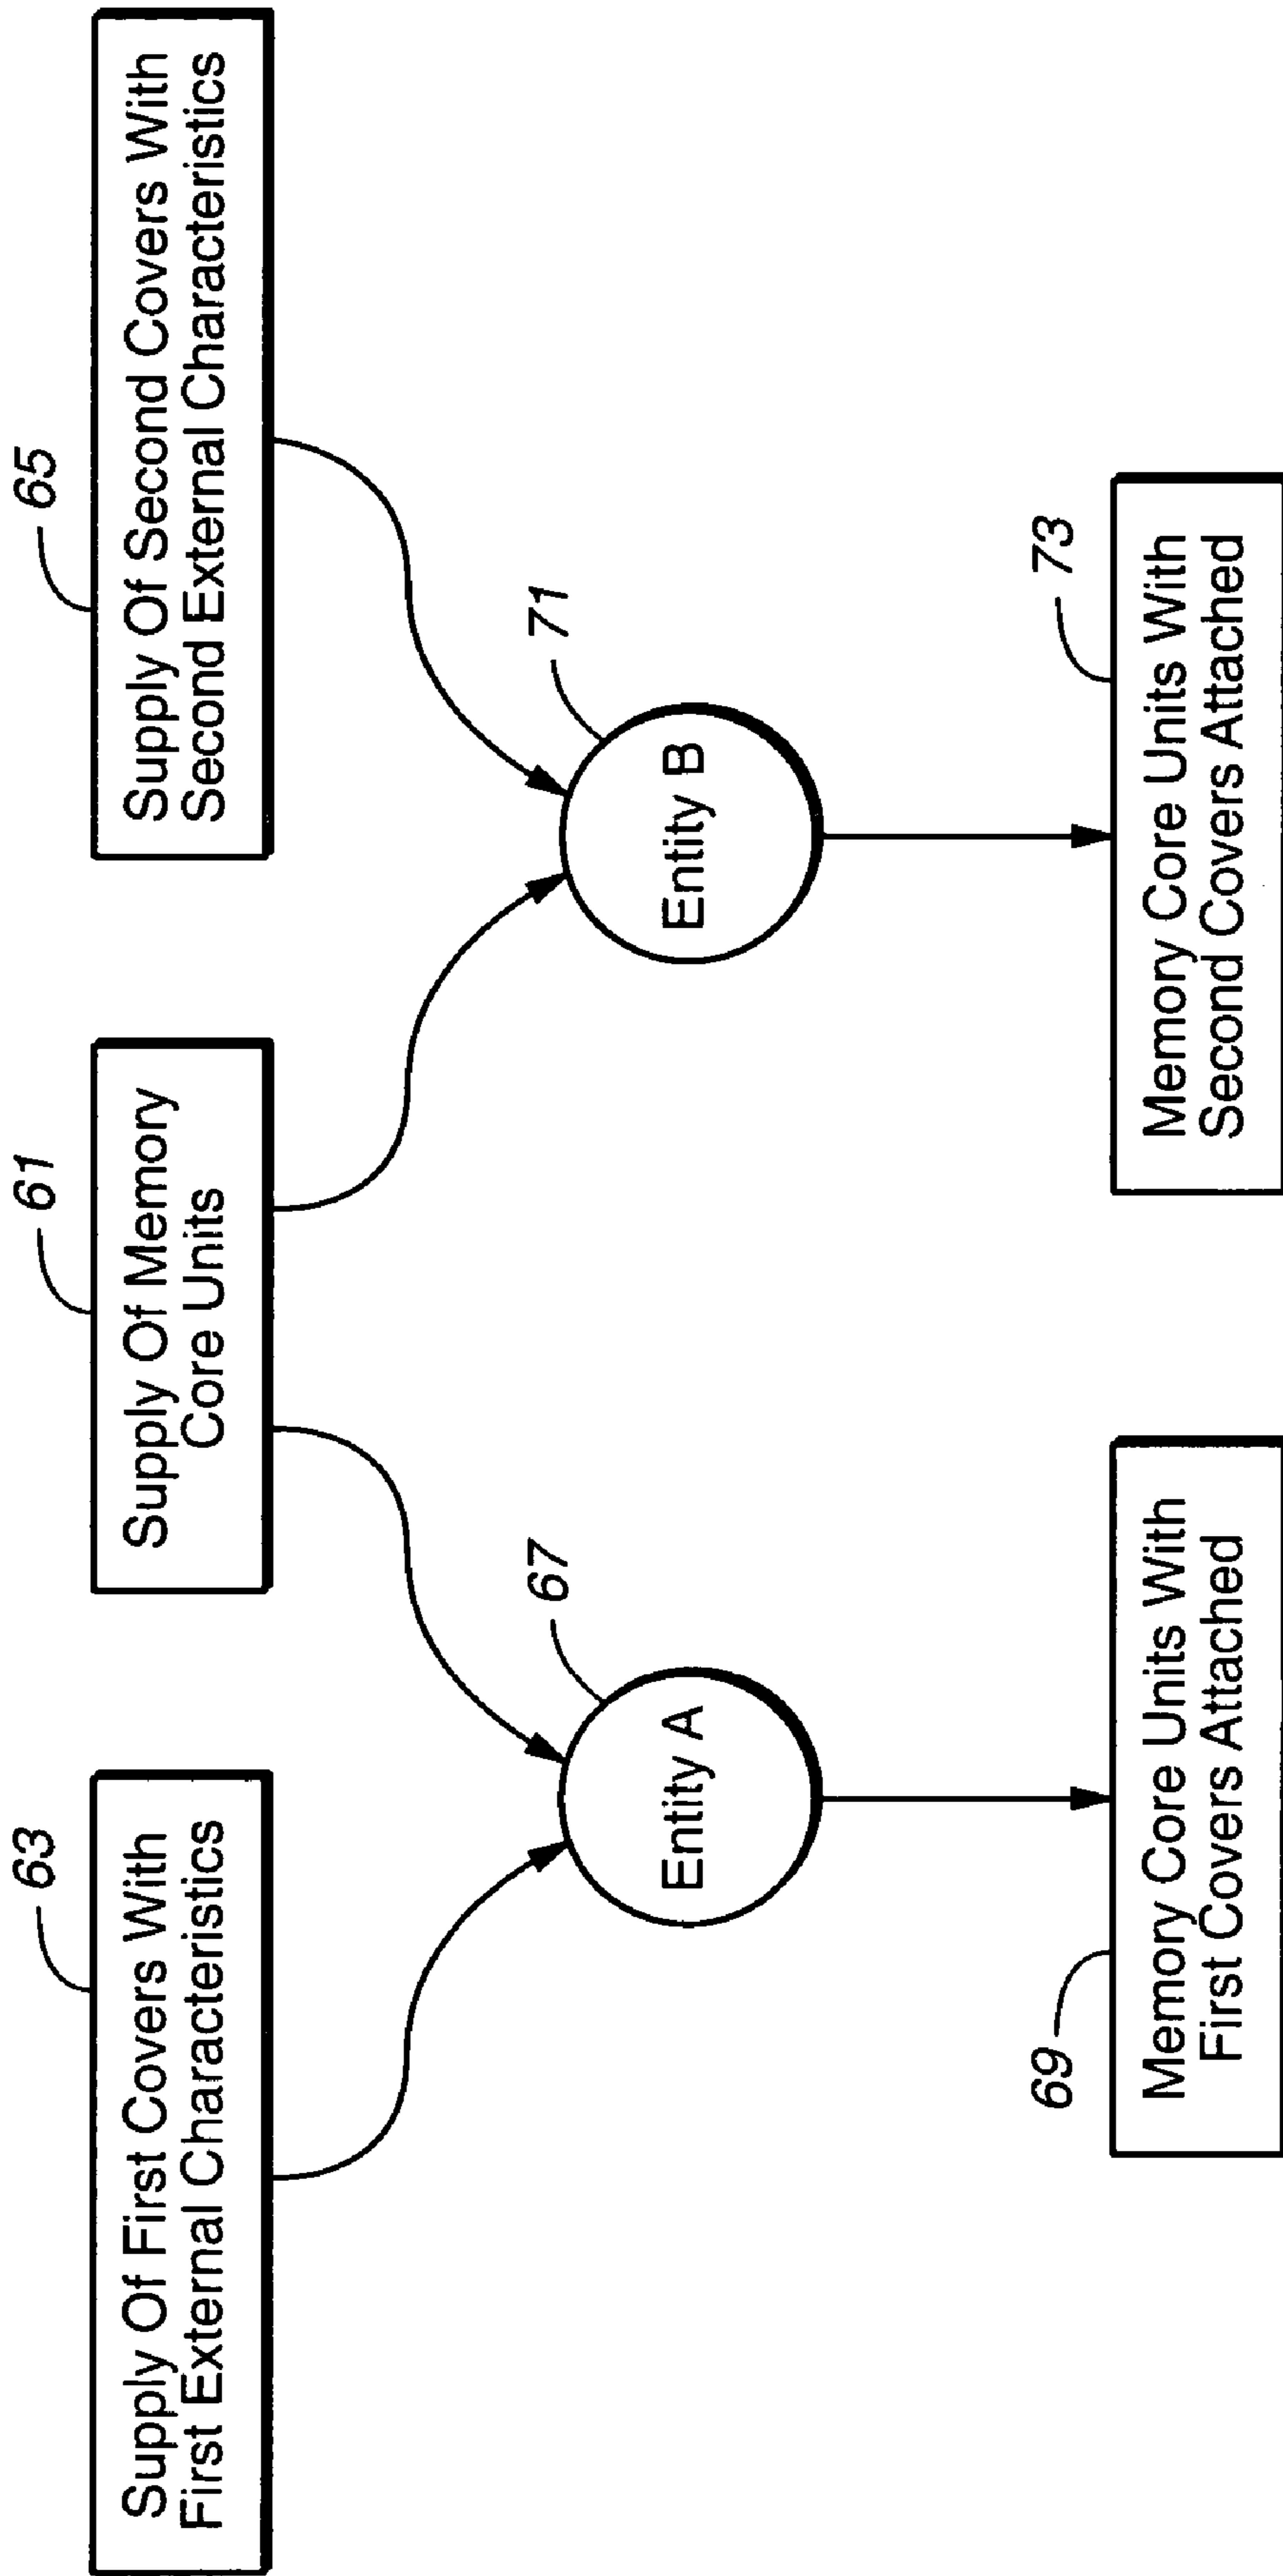 63
Supply Of First Covers With
First External Characteristics
61
Supply Of Memory
Core Units
65
Supply Of Second Covers With
Second External Characteristics
67
Entity A
71
Entity B
69
Memory Core Units With
First Covers Attached
73
Memory Core Units With
Second Covers Attached